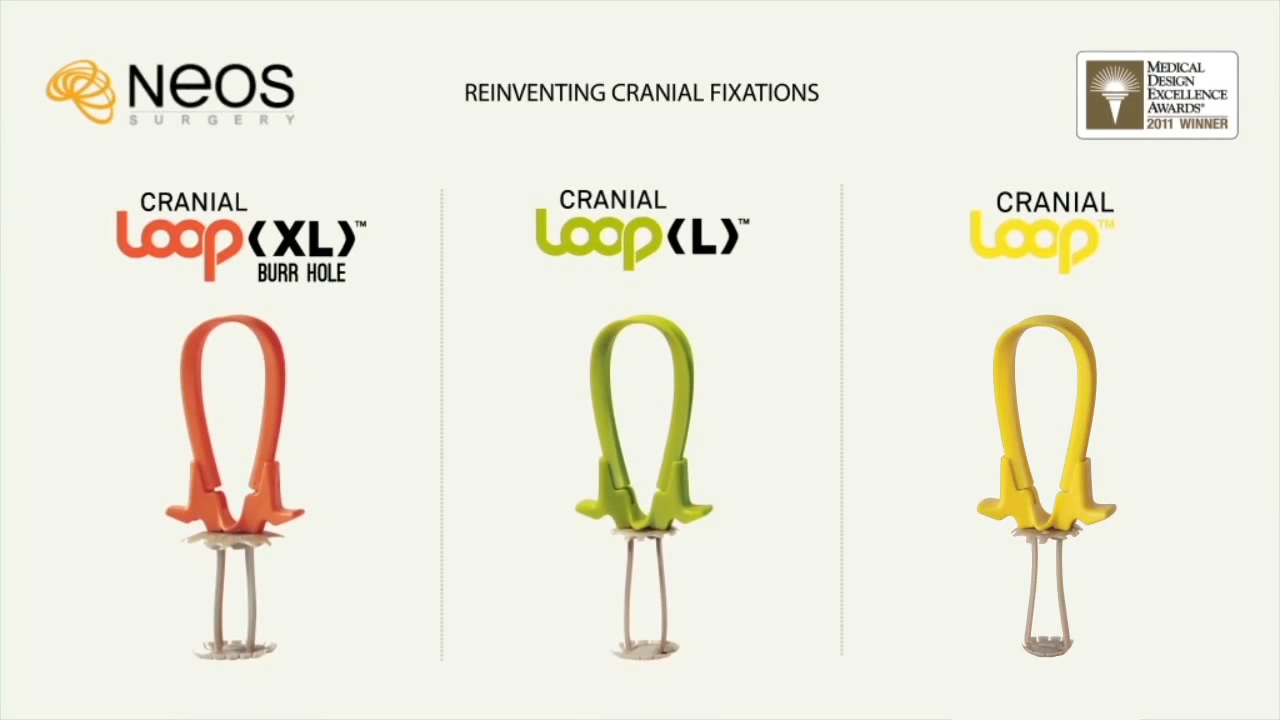 NEOS
SURGERY
REINVENTING CRANIAL FIXATIONS
MEDICAL
DESIGN
EXCELLENCE
AWARDS®
2011 WINNER
CRANIAL
Loop (XL)™
BURR HOLE
CRANIAL
Loop (L)™
CRANIAL
Loop™